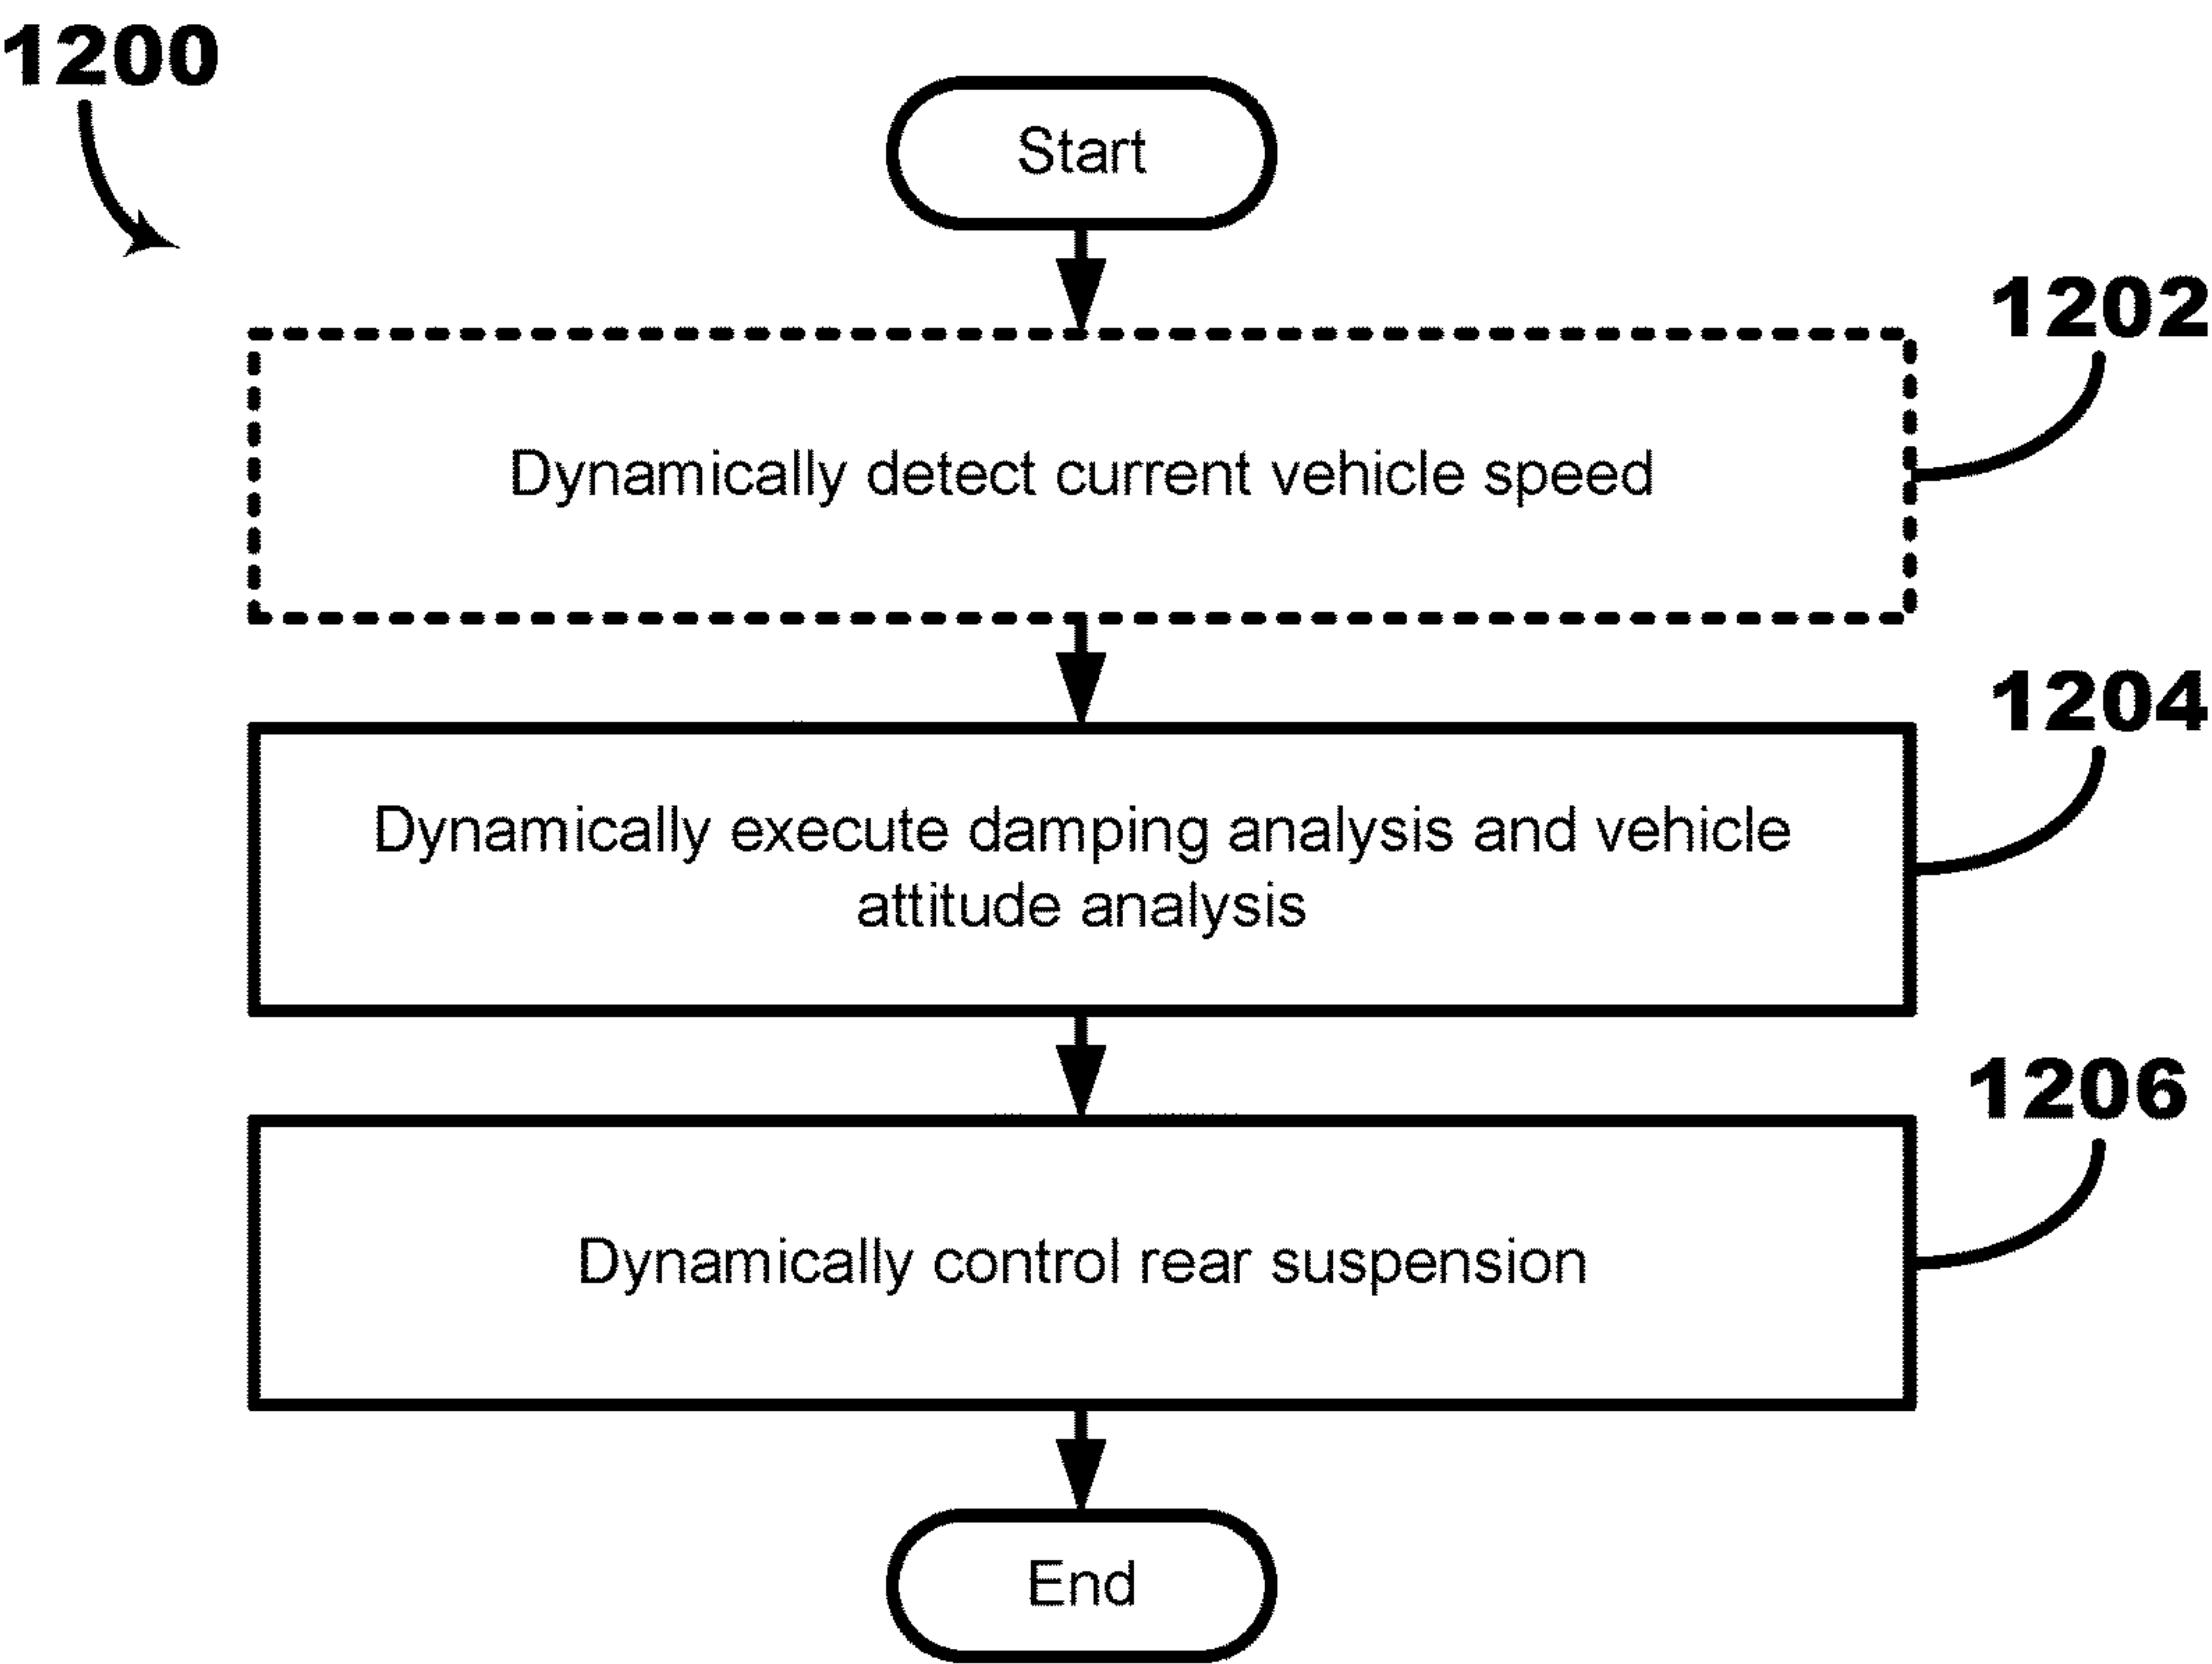 1200
Start
1202
Dynamically detect current vehicle speed
1204
Dynamically execute damping analysis and vehicle
attitude analysis
1206
Dynamically control rear suspension
End